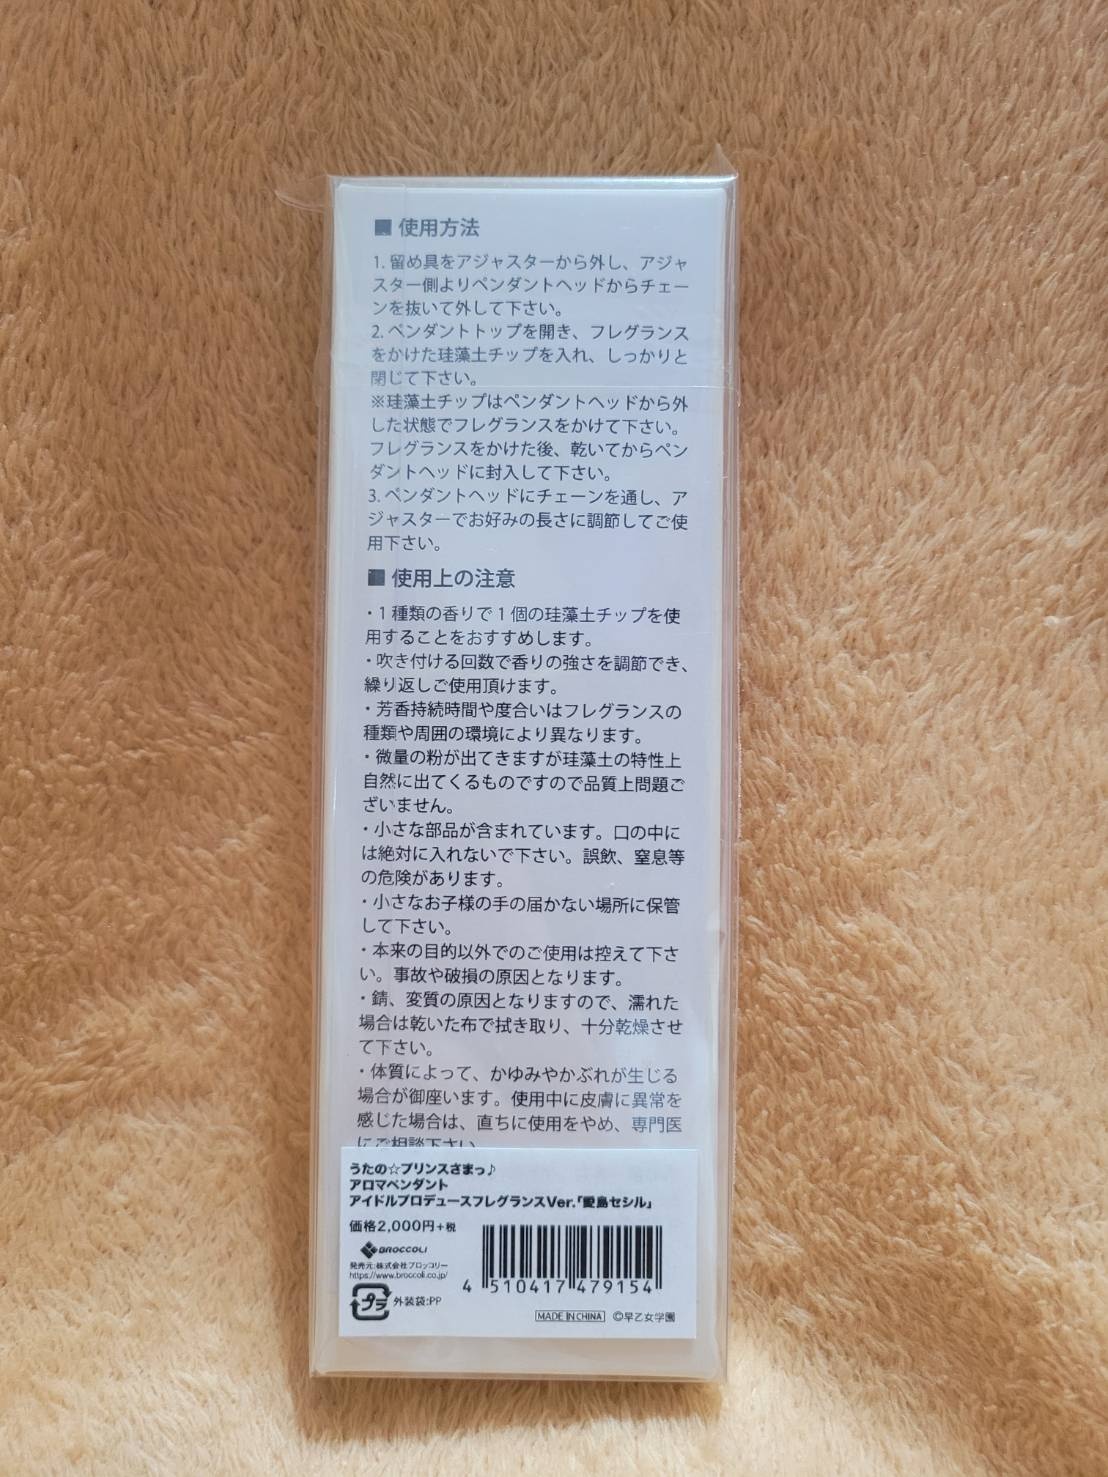 ■ 使用方法
1. 留め具をアジャスターから外し、アジャ
スター側よりペンダントヘッドからチェー
ンを抜いて外して下さい。
2. ペンダントトップを開き、フレグランス
をかけた珪藻土チップを入れ、しっかりと
閉じて下さい。
※珪藻土チップはペンダントヘッドから外
した状態でフレグランスをかけて下さい。
フレグランスをかけた後、乾いてからペン
ダントヘッドに封入して下さい。
3. ペンダントヘッドにチェーンを通し、ア
ジャスターでお好みの長さに調節してご使
用下さい。
■ 使用上の注意
・1 種類の香りで 1 個の珪藻土チップを使
用することをおすすめします。
・吹き付ける回数で香りの強さを調節でき、
繰り返しご使用頂けます。
・芳香持続時間や度合いはフレグランスの
種類や周囲の環境により異なります。
・微量の粉が出てきますが珪藻土の特性上
自然に出てくるものですので品質上問題ご
ざいません。
・小さな部品が含まれています。口の中に
は絶対に入れないで下さい。誤飲、窒息等
の危険があります。
・小さなお子様の手の届かない場所に保管
して下さい。
・本来の目的以外でのご使用は控えて下さ
い。事故や破損の原因となります。
・錆、変質の原因となりますので、濡れた
場合は乾いた布で拭き取り、十分乾燥させ
て下さい。
・体質によって、かゆみやかぶれが生じる
場合が御座います。使用中に皮膚に異常を
感じた場合は、直ちに使用をやめ、専門医
にご相談下さい。
うたの☆プリンスさまっ♪
アロマペンダント
アイドルプロデュースフレグランスVer.「愛島セシル」
価格2,000円+税
BROCCOLI
発売元:株式会社ブロッコリー
https://www.broccoli.co.jp/
4 510417 479154
プラ 外装袋:PP
MADE IN CHINA ©早乙女学園